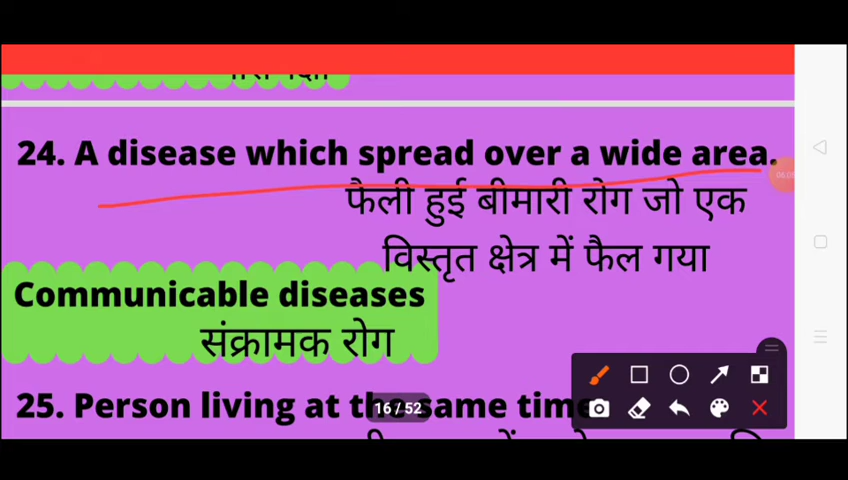 24. A disease which spread over a wide area.
फैली हुई बीमारी रोग जो एक
विस्तृत क्षेत्र में फैल गया
Communicable diseases
संक्रामक रोग
25. Person living at the same time
16 / 52